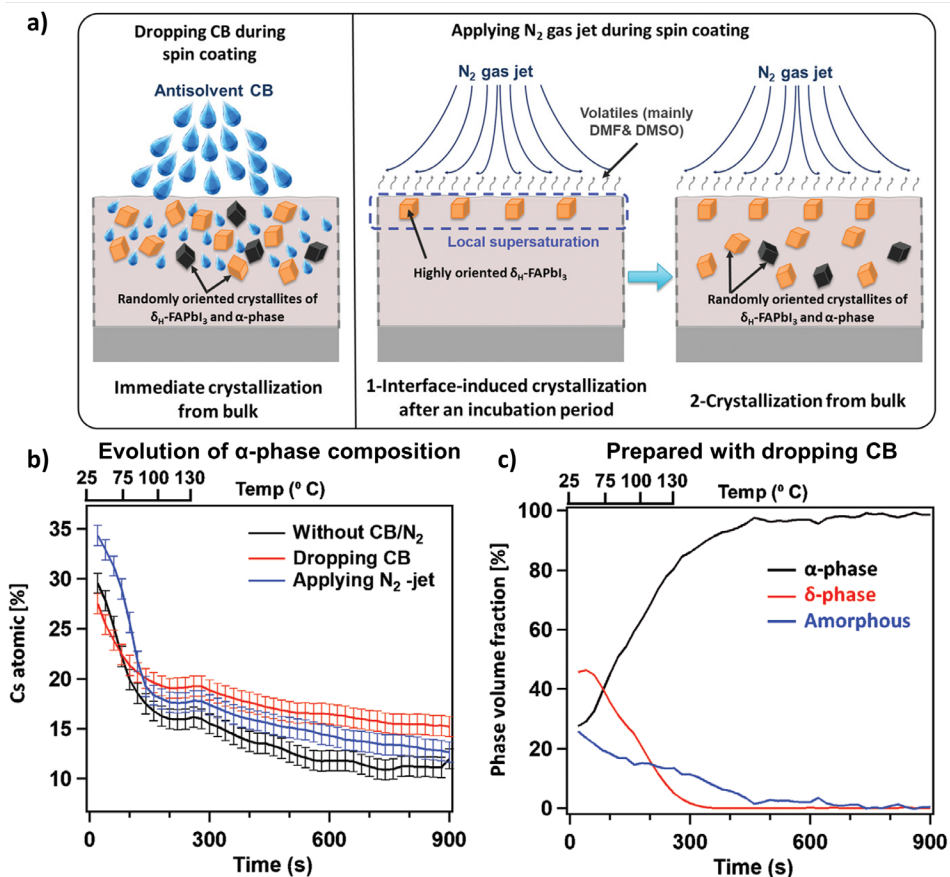 a)
Dropping CB during
spin coating
Antisolvent CB
Randomly oriented crystallites of
δH-FAPbI3 and α-phase
Immediate crystallization
from bulk
Applying N2 gas jet during spin coating
N2 gas jet
Volatiles (mainly
DMF& DMSO)
Local supersaturation
Highly oriented δH-FAPbI3
1-Interface-induced crystallization
after an incubation period
N2 gas jet
Randomly oriented crystallites of
δH-FAPbI3 and α-phase
2-Crystallization from bulk
b)
Evolution of α-phase composition
25 75 100 130
Temp (º C)
Without CB/N2
Dropping CB
Applying N2 -jet
Cs atomic [%]
35
30
25
20
15
10
0 300 600 900
Time (s)
c)
Prepared with dropping CB
25 75 100 130
Temp (º C)
α-phase
δ-phase
Amorphous
Phase volume fraction [%]
100
80
60
40
20
0
0 300 600 900
Time (s)